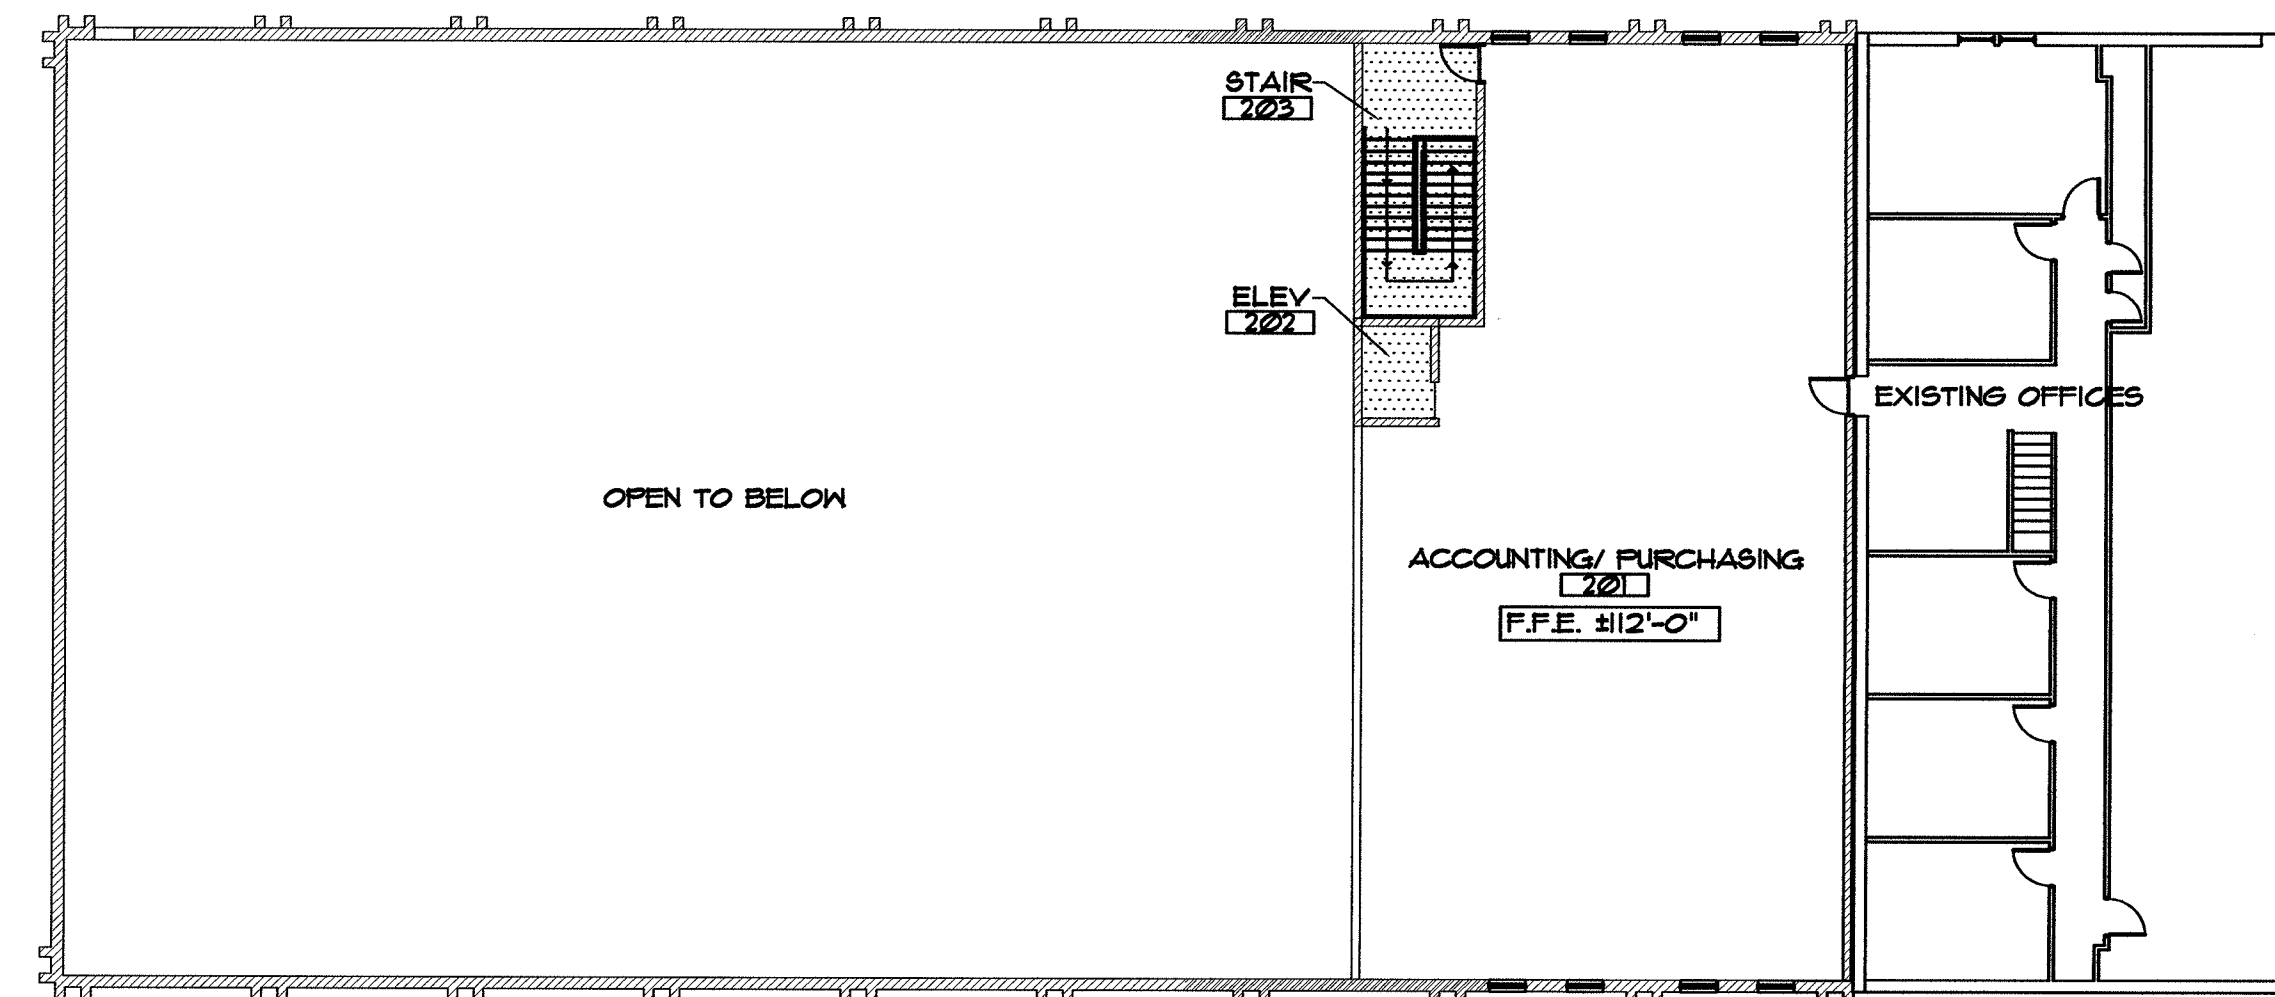 STAIR
203
ELEV
202
EXISTING OFFICES
OPEN TO BELOW
ACCOUNTING/ PURCHASING
201
F.F.E. ±112'-0"